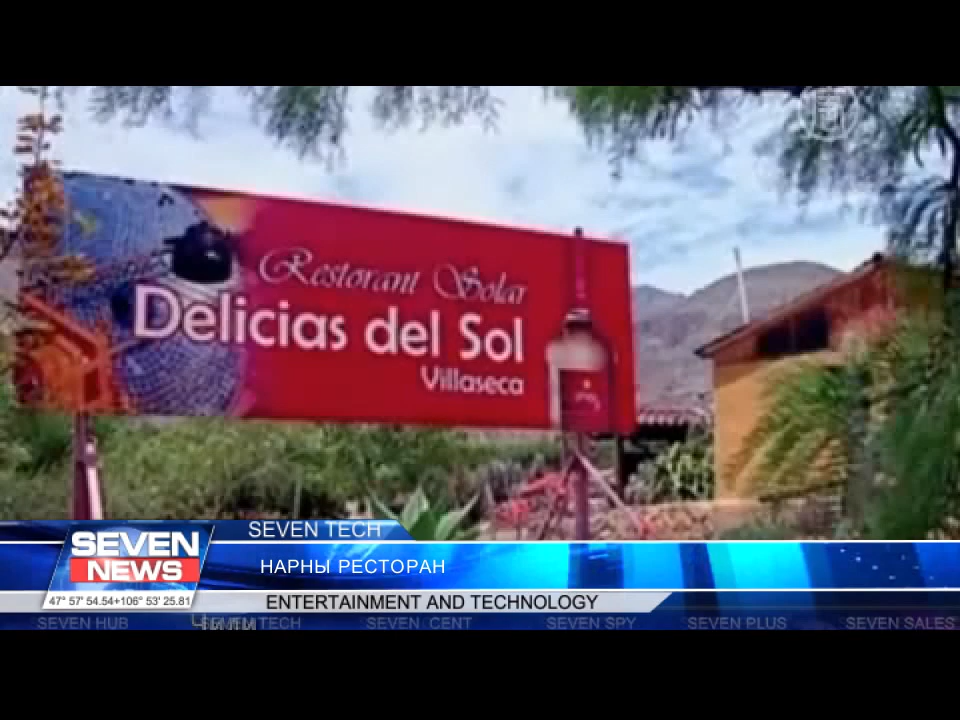 Restorant Solar
Delicias del Sol
Villaseca
SEVEN TECH
SEVEN
NEWS
НАРНЫ РЕСТОРАН
47° 57' 54.54+106° 53' 25.81
ENTERTAINMENT AND TECHNOLOGY
SEVEN HUB SEVEN TECH SEVEN CENT SEVEN SPY SEVEN PLUS SEVEN SALES
Чили